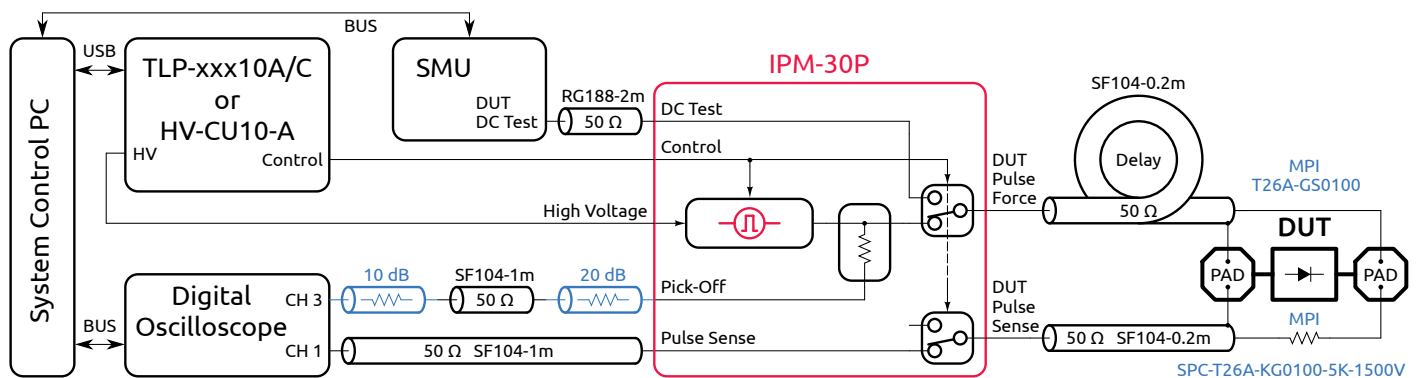 BUS
IPM-30P
System Control PC
USB
TLP-xxx10A/C
or
HV-CU10-A
HV
Control
SMU
DUT
DC Test
RG188-2m
50 Ω
DC Test
Control
High Voltage
DUT
Pulse
Force
SF104-0.2m
Delay
50 Ω
MPI
T26A-GS0100
DUT
PAD
PAD
BUS
Digital
Oscilloscope
CH 3
CH 1
10 dB
SF104-1m
50 Ω
20 dB
Pick-Off
50 Ω SF104-1m
Pulse Sense
DUT
Pulse
Sense
50 Ω SF104-0.2m
MPI
SPC-T26A-KG0100-5K-1500V